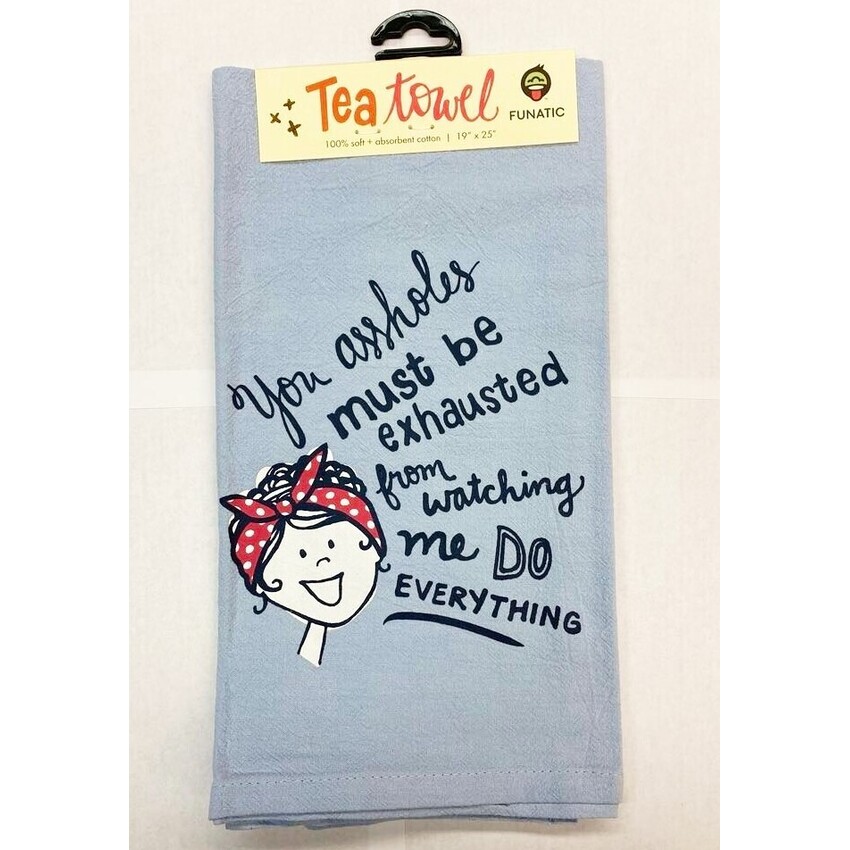 Tea towel
FUNATIC
100% soft + absorbent cotton | 19" x 25"
You assholes
must be
exhausted
from
watching
me DO
EVERYTHING